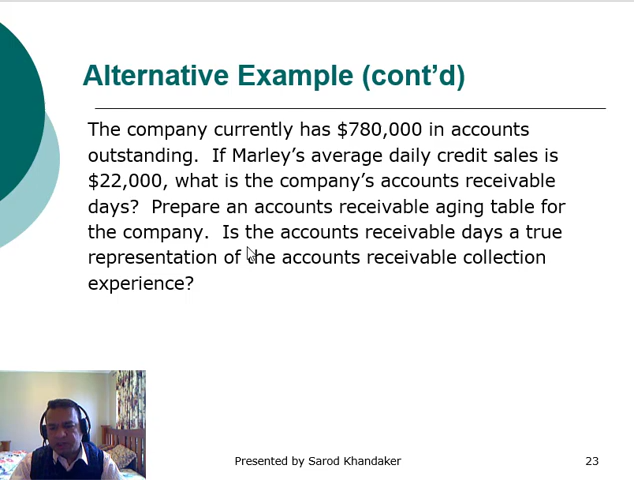 Alternative Example (cont’d)
The company currently has $780,000 in accounts
outstanding.  If Marley’s average daily credit sales is
$22,000, what is the company’s accounts receivable
days?  Prepare an accounts receivable aging table for
the company.  Is the accounts receivable days a true
representation of the accounts receivable collection
experience?
Presented by Sarod Khandaker
23